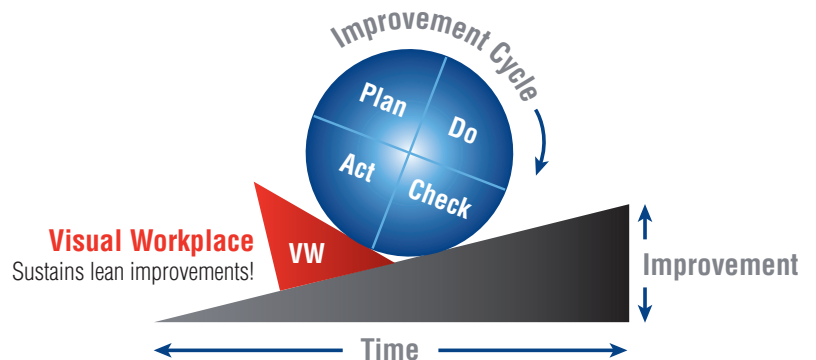 Improvement Cycle
Plan
Do
Act
Check
Visual Workplace
Sustains lean improvements!
VW
Improvement
Time